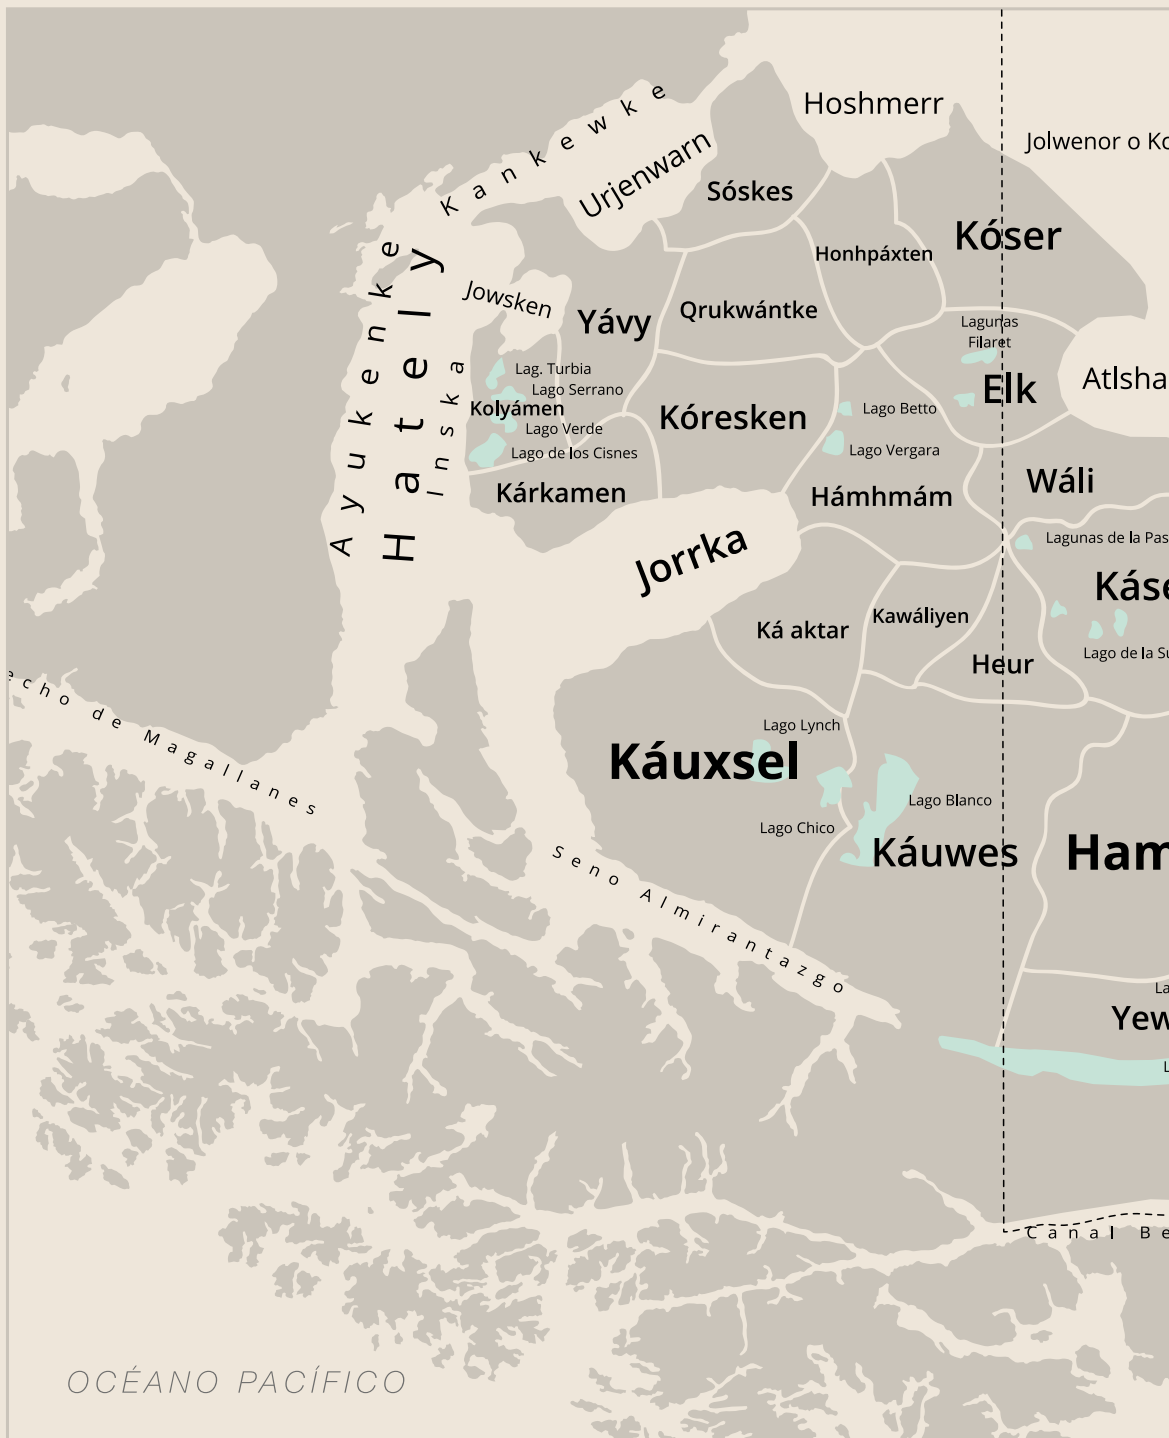 Hoshmerr
Jolwenor o Ko
Kankewke
Urjenwarn
Sóskes
Kóser
Honhpáxten
Ayukenke
Hately
Inska
Jowsken
Yávy
Qrukwántke
Lagunas
Filaret
Elk
Atlsha
Lag. Turbia
Lago Serrano
Kolyámen
Lago Verde
Lago de los Cisnes
Kóresken
Lago Betto
Lago Vergara
Kárkamen
Hámhmám
Wáli
Jorrka
Lagunas de la Pas
Káse
Ká aktar
Kawáliyen
Heur
Lago de la Su
echo de Magallanes
Lago Lynch
Káuxsel
Lago Blanco
Lago Chico
Káuwes
Ham
Seno Almirantazgo
La
Yew
L
Canal Be
OCÉANO PACÍFICO